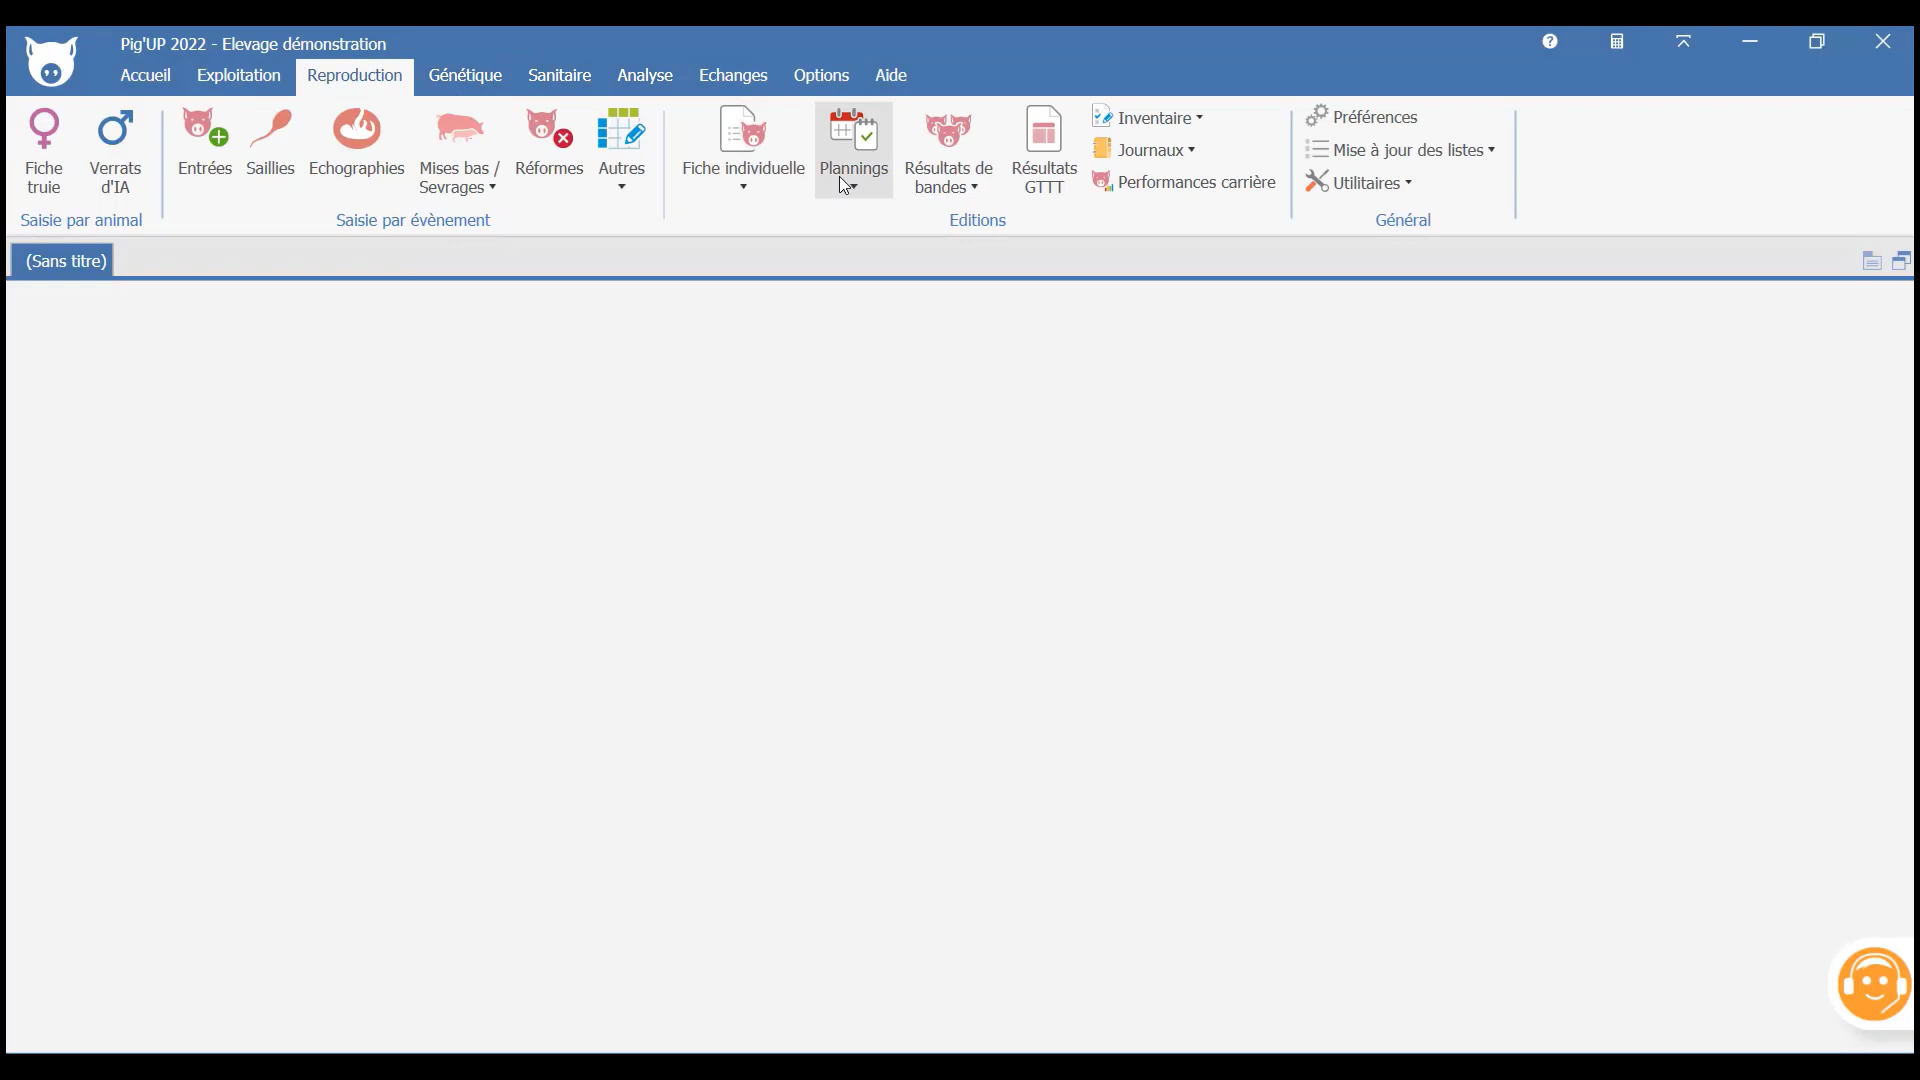 Pig'UP 2022 - Elevage démonstration
Accueil Exploitation Reproduction Génétique Sanitaire Analyse Echanges Options Aide
Fiche truie
Verrats d'IA
Saisie par animal
Entrées
Saillies
Echographies
Mises bas / Sevrages
Réformes
Autres
Saisie par évènement
Fiche individuelle
Plannings
Résultats de bandes
Résultats GTTT
Inventaire
Journaux
Performances carrière
Editions
Préférences
Mise à jour des listes
Utilitaires
Général
(Sans titre)